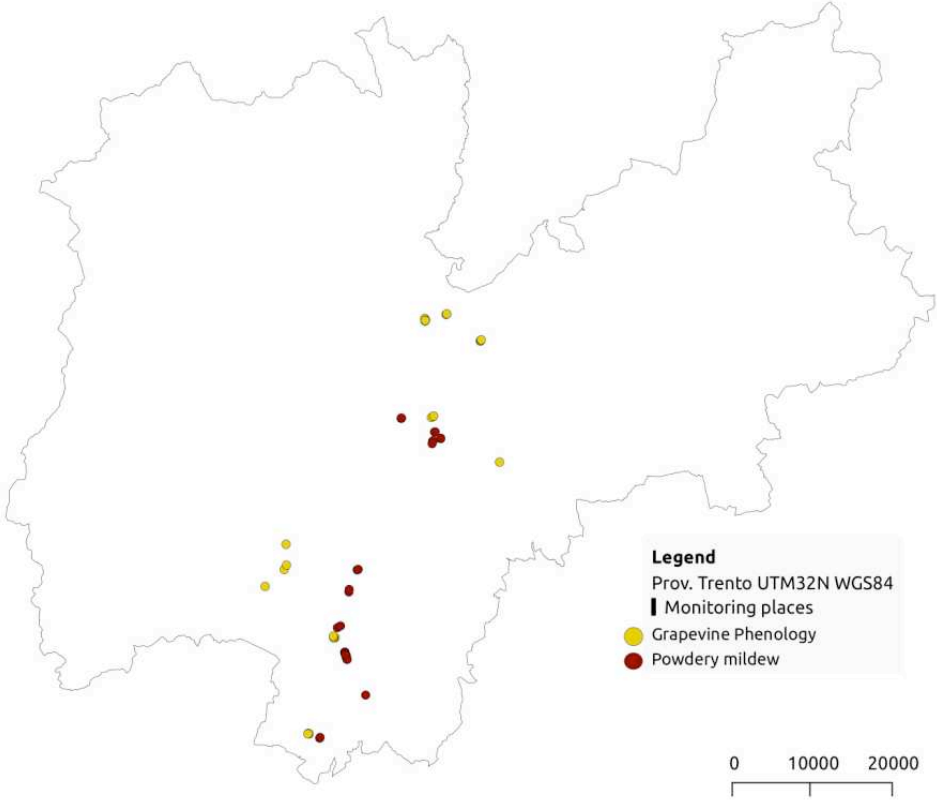 Legend
Prov. Trento UTM32N WGS84
Monitoring places
Grapevine Phenology
Powdery mildew
0 10000 20000